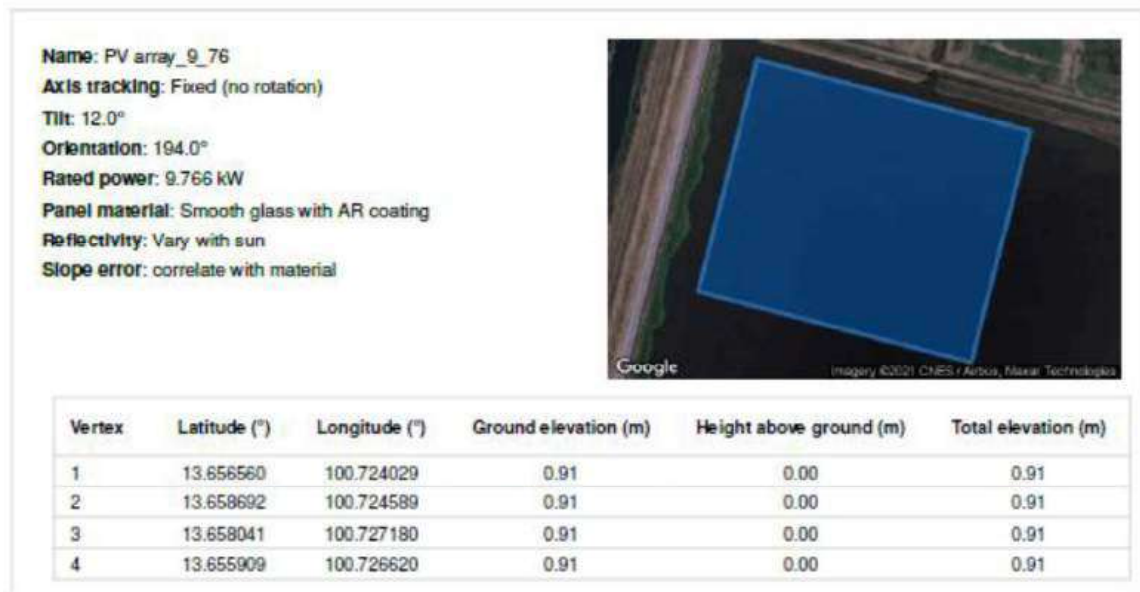 Name: PV array_9_76
Axis tracking: Fixed (no rotation)
Tilt: 12.0°
Orientation: 194.0°
Rated power: 9.766 kW
Panel material: Smooth glass with AR coating
Reflectivity: Vary with sun
Slope error: correlate with material
Google
Imagery ©2021 CNES / Airbus, Maxar Technologies
Vertex Latitude (°) Longitude (°) Ground elevation (m) Height above ground (m) Total elevation (m)
1 13.656560 100.724029 0.91 0.00 0.91
2 13.658692 100.724589 0.91 0.00 0.91
3 13.658041 100.727180 0.91 0.00 0.91
4 13.655909 100.726620 0.91 0.00 0.91